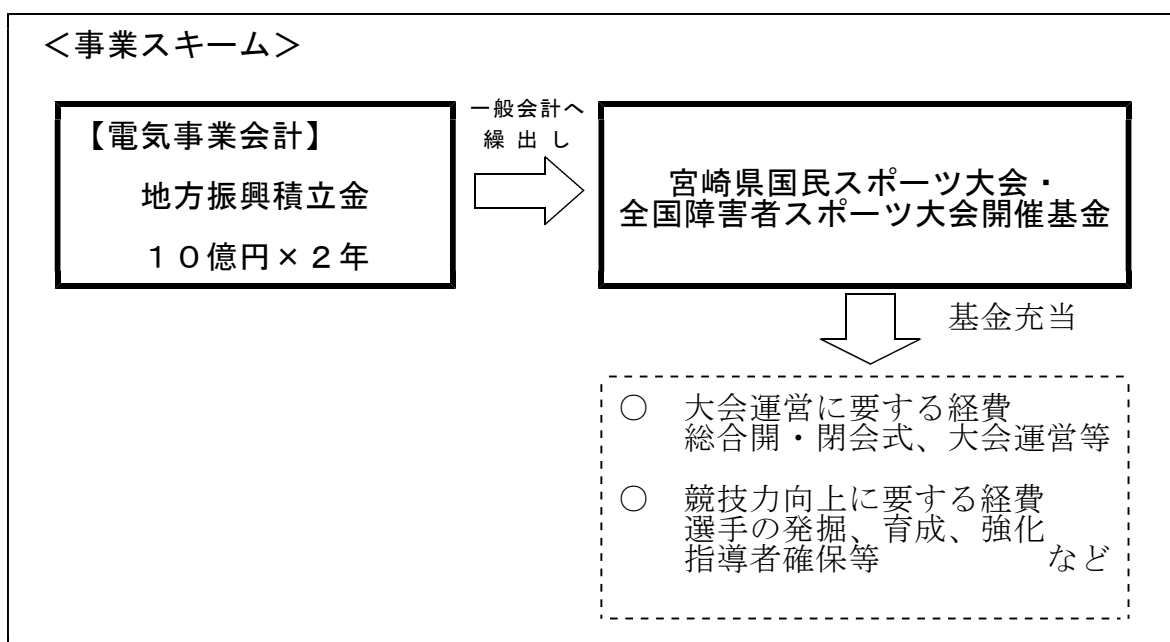 ＜事業スキーム＞
【電気事業会計】
地方振興積立金
１０億円×２年
一般会計へ
繰出し
宮崎県国民スポーツ大会・
全国障害者スポーツ大会開催基金
基金充当
○　大会運営に要する経費
総合開・閉会式、大会運営等
○　競技力向上に要する経費
選手の発掘、育成、強化
指導者確保等　　　　　など